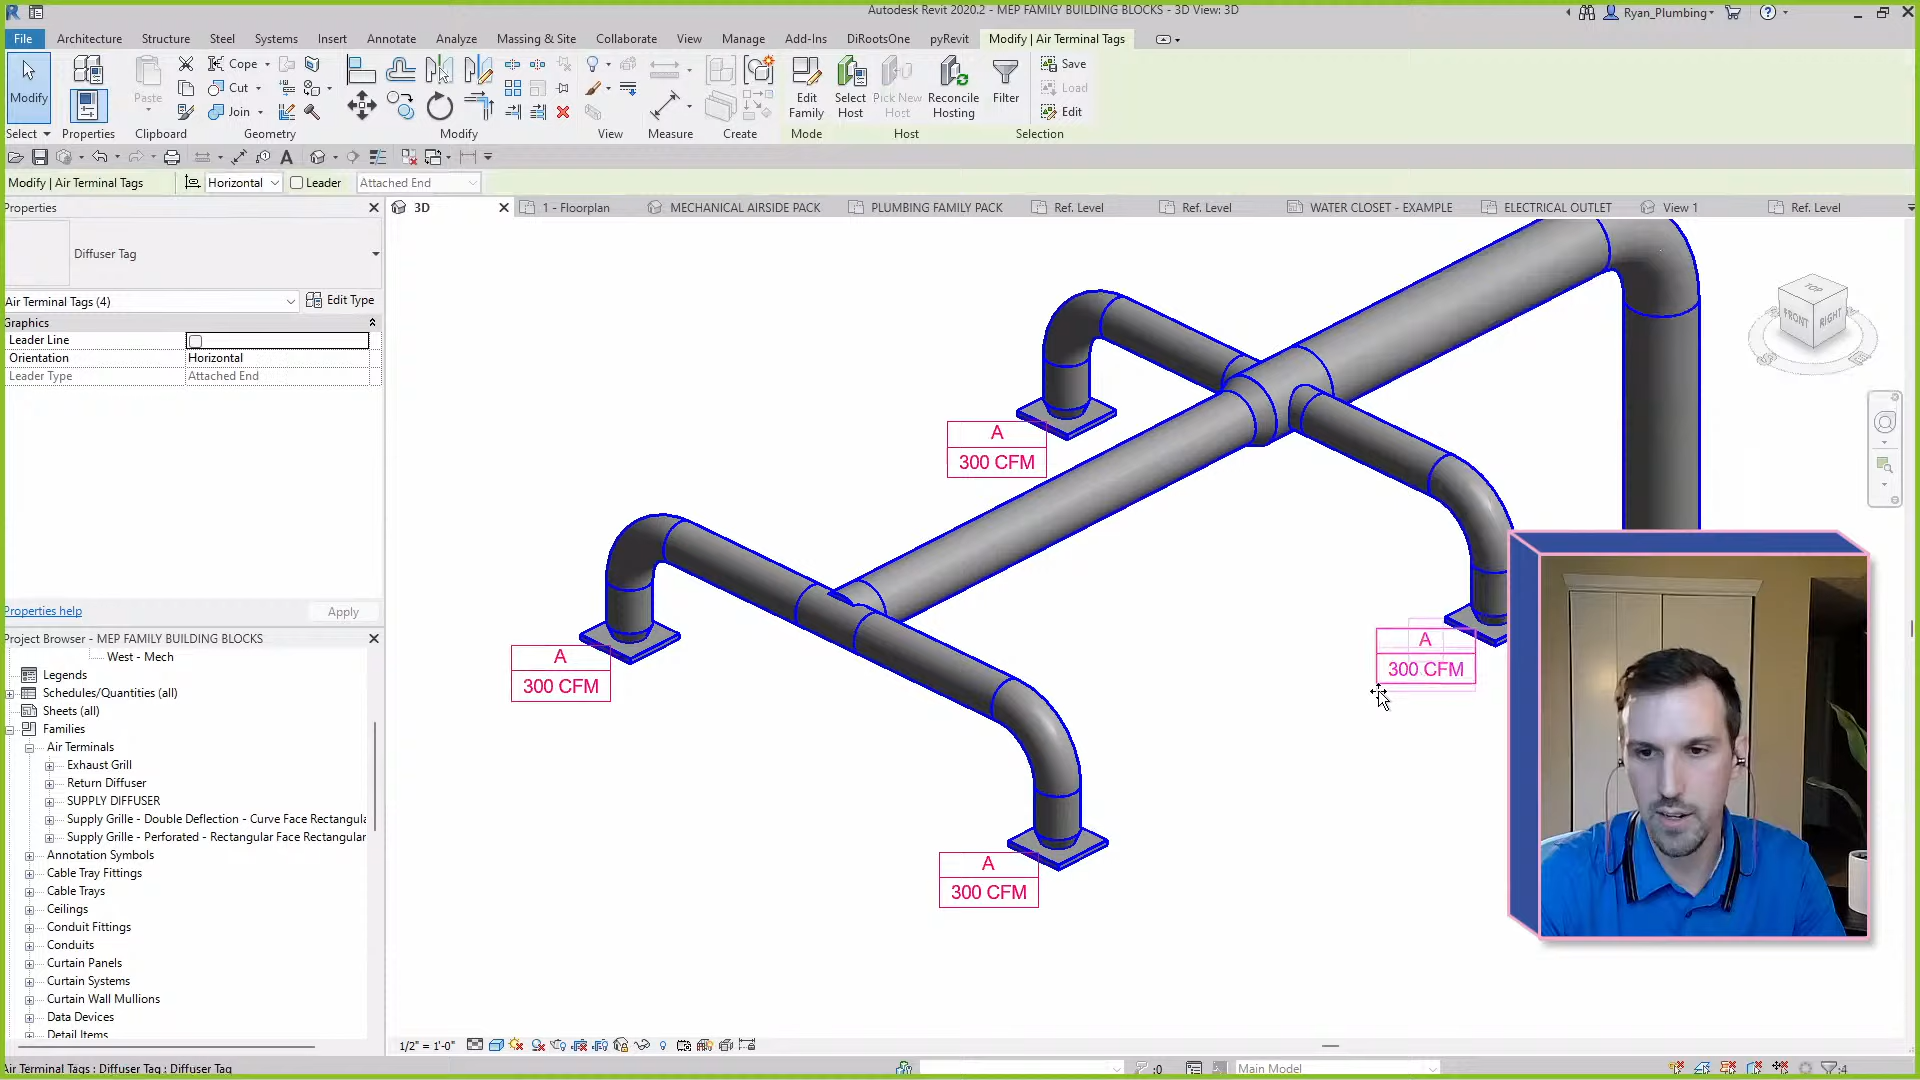 Autodesk Revit 2020.2 - MEP FAMILY BUILDING BLOCKS - 3D View: 3D
Ryan_Plumbing
File Architecture Structure Steel Systems Insert Annotate Analyze Massing & Site Collaborate View Manage Add-Ins DiRootsOne pyRevit Modify | Air Terminal Tags
Modify
Paste
Cope
Cut
Join
Edit Family
Select Host
Pick New Host
Reconcile Hosting
Filter
Save
Load
Edit
Select Properties Clipboard Geometry Modify View Measure Create Mode Host Selection
Modify | Air Terminal Tags Horizontal Leader Attached End
Properties
3D 1 - Floorplan MECHANICAL AIRSIDE PACK PLUMBING FAMILY PACK Ref. Level Ref. Level WATER CLOSET - EXAMPLE ELECTRICAL OUTLET View 1 Ref. Level
Diffuser Tag
Air Terminal Tags (4) Edit Type
Graphics
Leader Line
Orientation Horizontal
Leader Type Attached End
Properties help Apply
Project Browser - MEP FAMILY BUILDING BLOCKS
West - Mech
Legends
Schedules/Quantities (all)
Sheets (all)
Families
Air Terminals
Exhaust Grill
Return Diffuser
SUPPLY DIFFUSER
Supply Grille - Double Deflection - Curve Face Rectangula
Supply Grille - Perforated - Rectangular Face Rectangular
Annotation Symbols
Cable Tray Fittings
Cable Trays
Ceilings
Conduit Fittings
Conduits
Curtain Panels
Curtain Systems
Curtain Wall Mullions
Data Devices
Detail Items
TOP
FRONT
RIGHT
A
300 CFM
A
300 CFM
A
300 CFM
A
300 CFM
1/2" = 1'-0"
Air Terminal Tags : Diffuser Tag : Diffuser Tag
:0
Main Model
:4